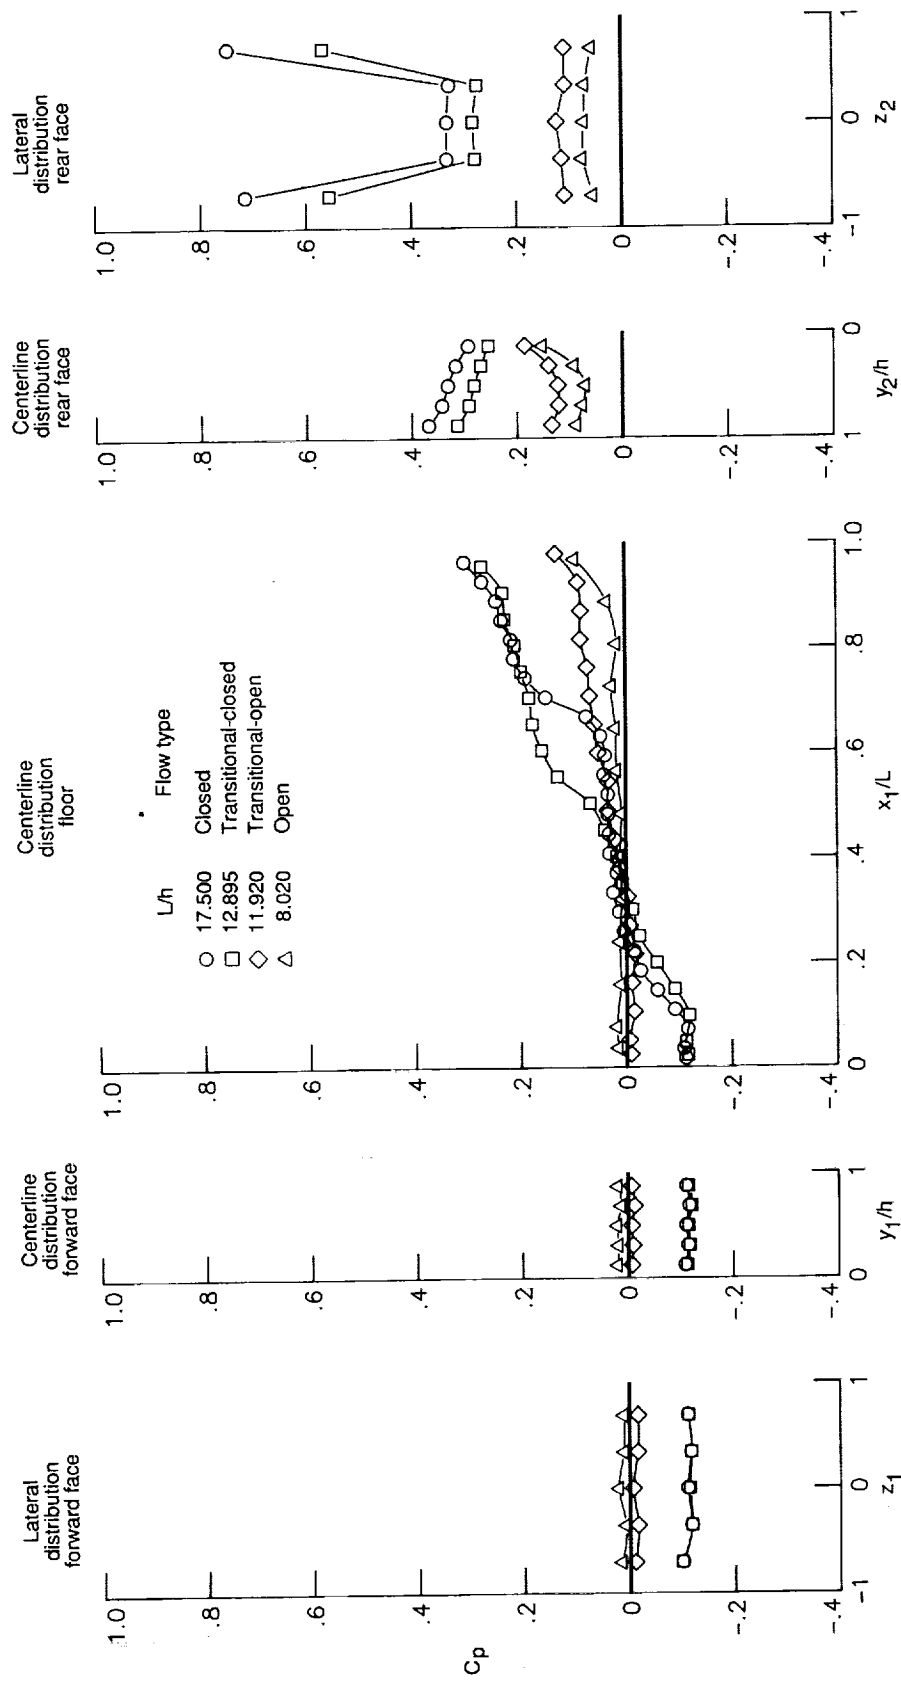 Lateral
distribution
forward face
1.0
.8
.6
.4
.2
0
-.2
-.4
Cp
-1
0
1
z1
Centerline
distribution
forward face
1.0
.8
.6
.4
.2
0
-.2
-.4
0
1
y1/h
Centerline
distribution
floor
L/h Flow type
17.500 Closed
12.895 Transitional-closed
11.920 Transitional-open
8.020 Open
1.0
.8
.6
.4
.2
0
-.2
-.4
0
.2
.4
.6
.8
1.0
x1/L
Centerline
distribution
rear face
1.0
.8
.6
.4
.2
0
-.2
-.4
1
0
y2/h
Lateral
distribution
rear face
1.0
.8
.6
.4
.2
0
-.2
-.4
-1
0
1
z2